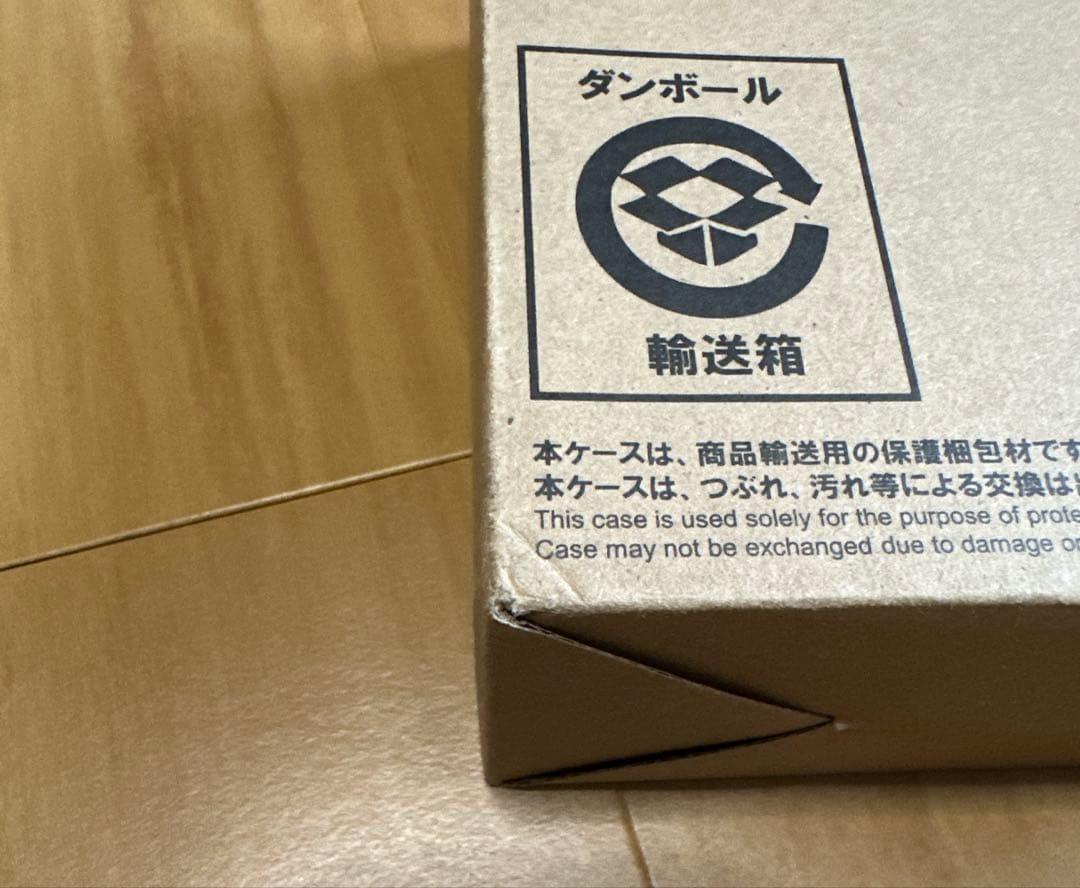 ダンボール
輸送箱
本ケースは、商品輸送用の保護梱包材です
本ケースは、つぶれ、汚れ等による交換は
This case is used solely for the purpose of
Case may not be exchanged due to damage or